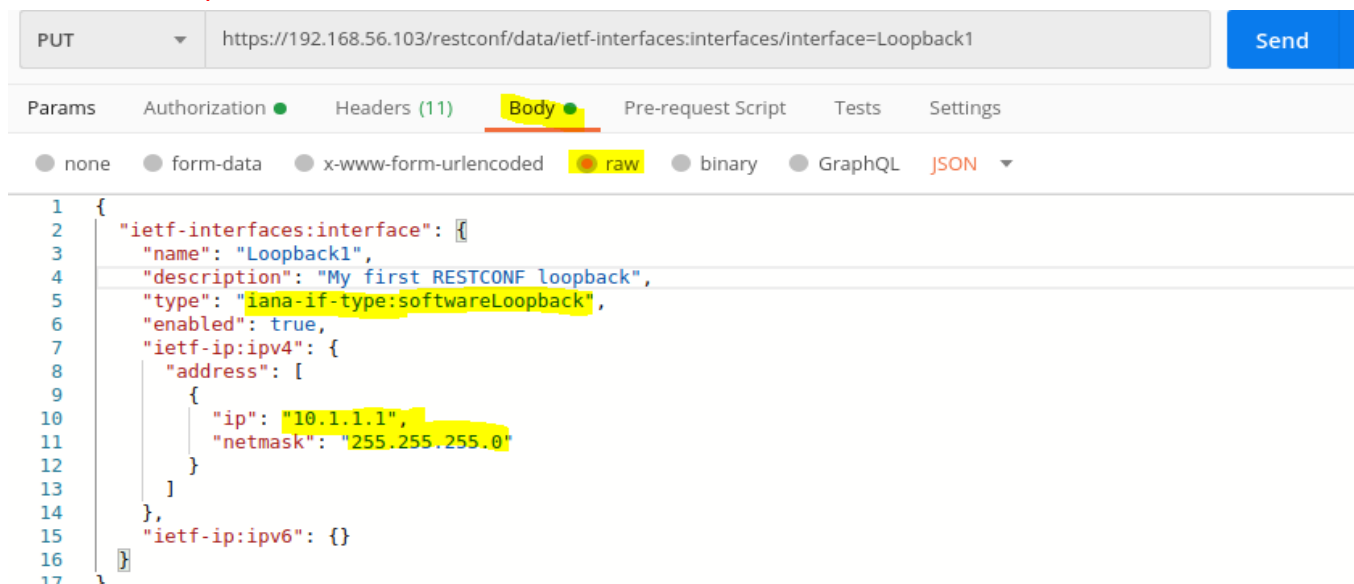 PUT https://192.168.56.103/restconf/data/ietf-interfaces:interfaces/interface=Loopback1 Send
Params Authorization Headers (11) Body Pre-request Script Tests Settings
none form-data x-www-form-urlencoded raw binary GraphQL JSON
1 {
2 "ietf-interfaces:interface": {
3 "name": "Loopback1",
4 "description": "My first RESTCONF loopback",
5 "type": "iana-if-type:softwareLoopback",
6 "enabled": true,
7 "ietf-ip:ipv4": {
8 "address": [
9 {
10 "ip": "10.1.1.1",
11 "netmask": "255.255.255.0"
12 }
13 ]
14 },
15 "ietf-ip:ipv6": {}
16 }
17 }